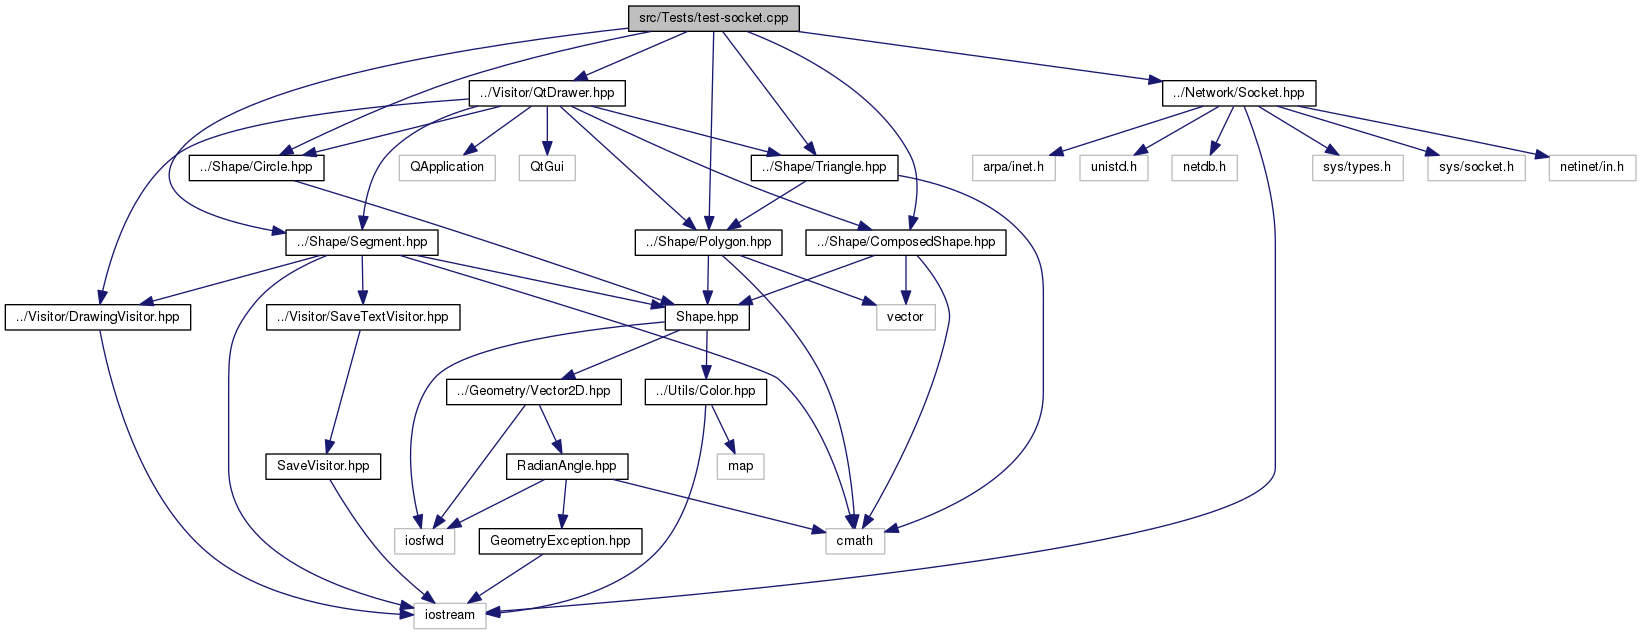 src/Tests/test-socket.cpp
../Visitor/QtDrawer.hpp
../Network/Socket.hpp
../Shape/Circle.hpp
QApplication
QtGui
../Shape/Triangle.hpp
arpa/inet.h
unistd.h
netdb.h
sys/types.h
sys/socket.h
netinet/in.h
../Shape/Segment.hpp
../Shape/Polygon.hpp
../Shape/ComposedShape.hpp
../Visitor/DrawingVisitor.hpp
../Visitor/SaveTextVisitor.hpp
Shape.hpp
vector
../Geometry/Vector2D.hpp
../Utils/Color.hpp
SaveVisitor.hpp
RadianAngle.hpp
map
iosfwd
GeometryException.hpp
cmath
iostream